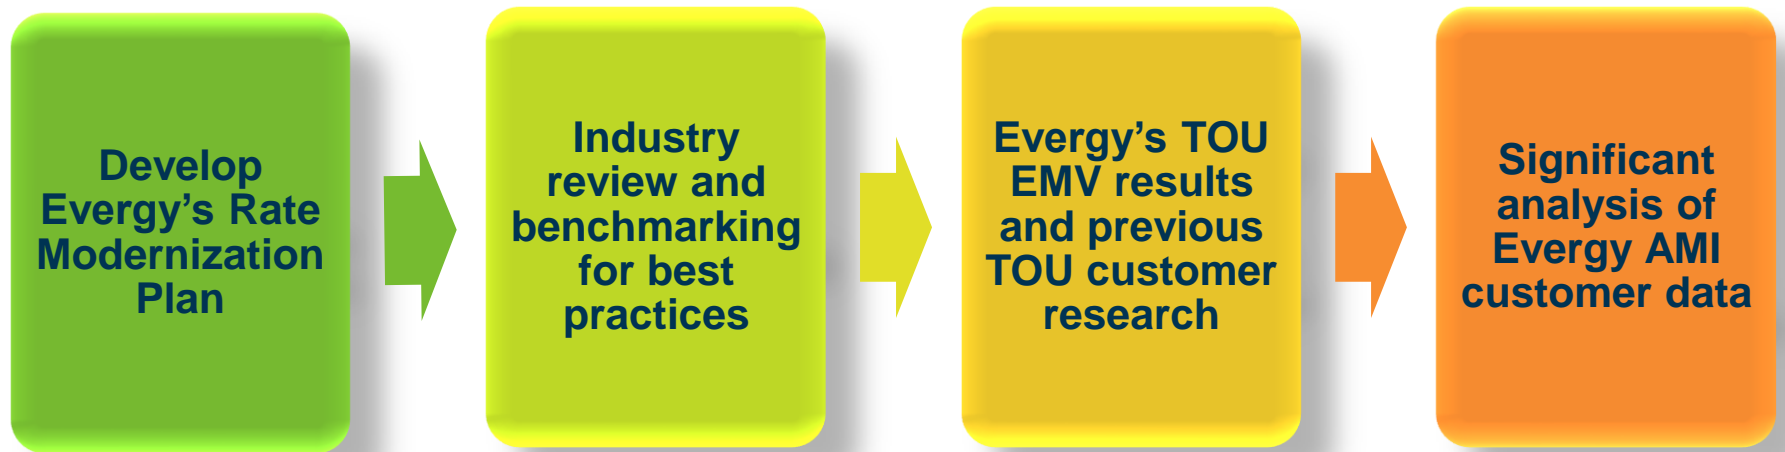 Develop
Evergy’s Rate
Modernization
Plan
Industry
review and
benchmarking
for best
practices
Evergy’s TOU
EMV results
and previous
TOU customer
research
Significant
analysis of
Evergy AMI
customer data